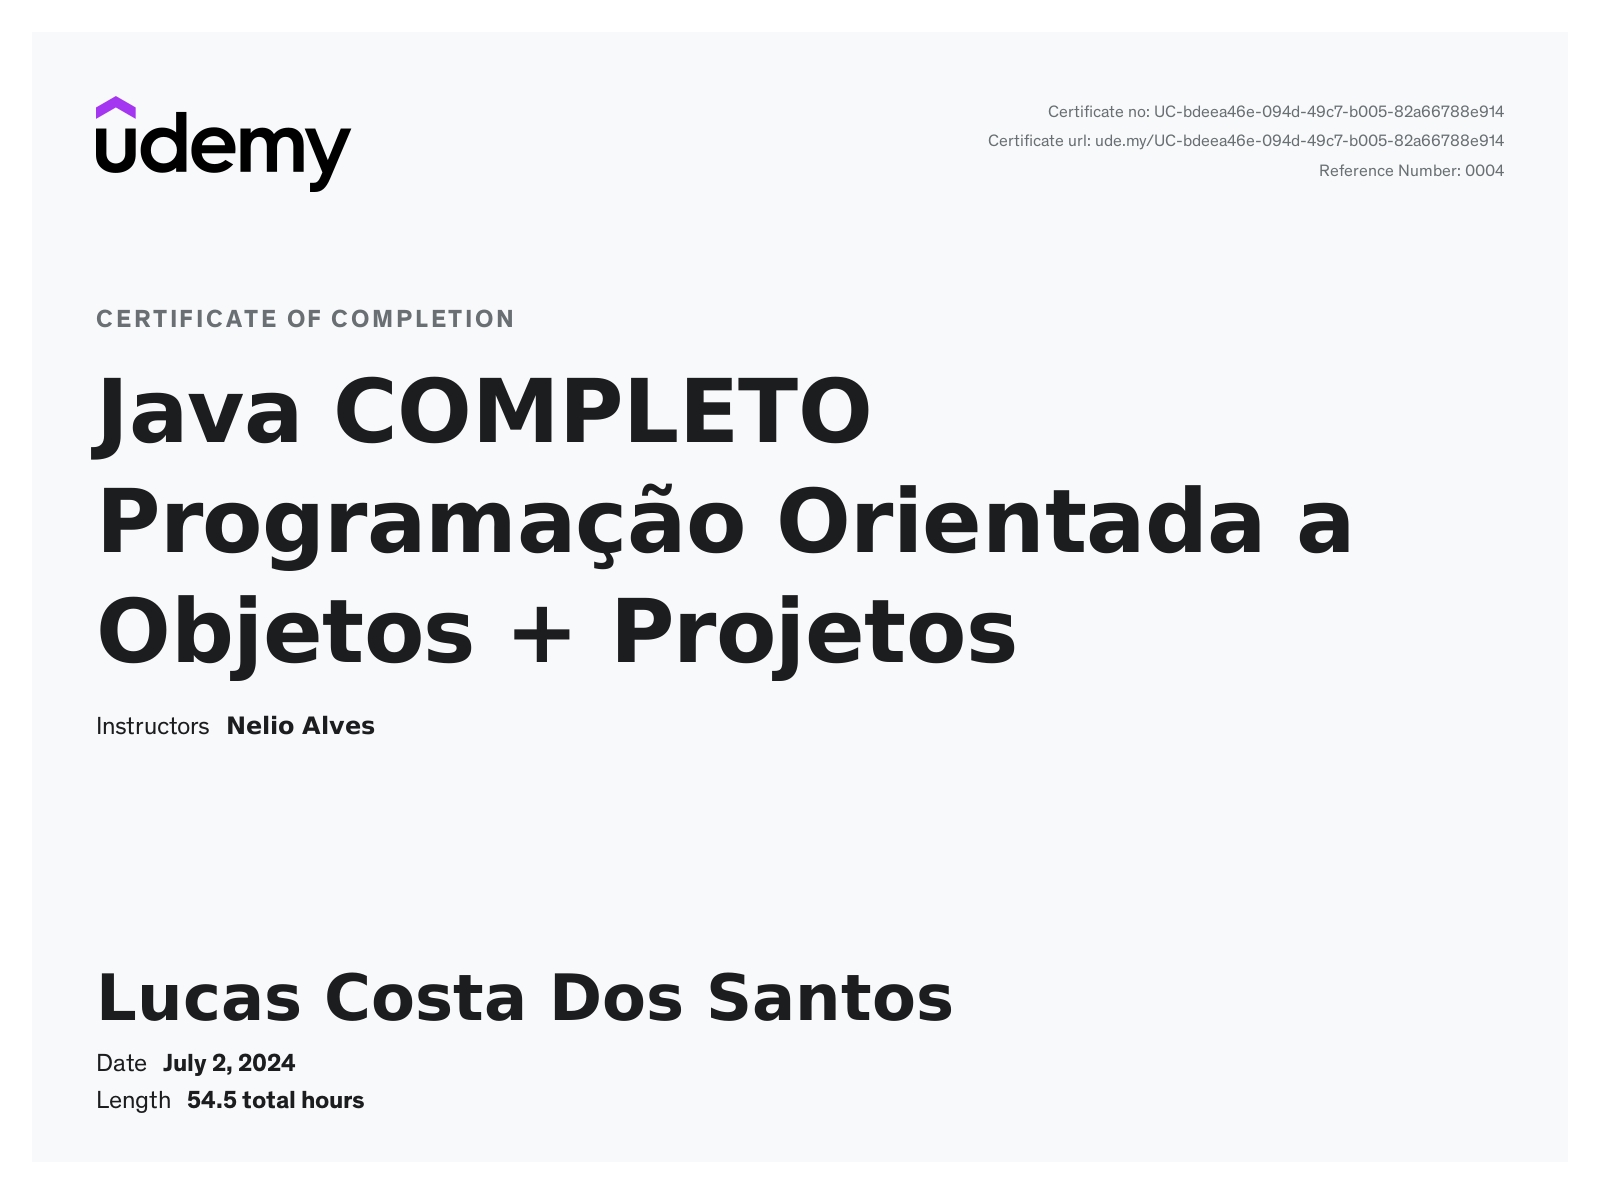 udemy
Certificate no: UC-bdeea46e-094d-49c7-b005-82a66788e914
Certificate url: ude.my/UC-bdeea46e-094d-49c7-b005-82a66788e914
Reference Number: 0004
CERTIFICATE OF COMPLETION
Java COMPLETO
Programação Orientada a
Objetos + Projetos
Instructors Nelio Alves
Lucas Costa Dos Santos
Date July 2, 2024
Length 54.5 total hours